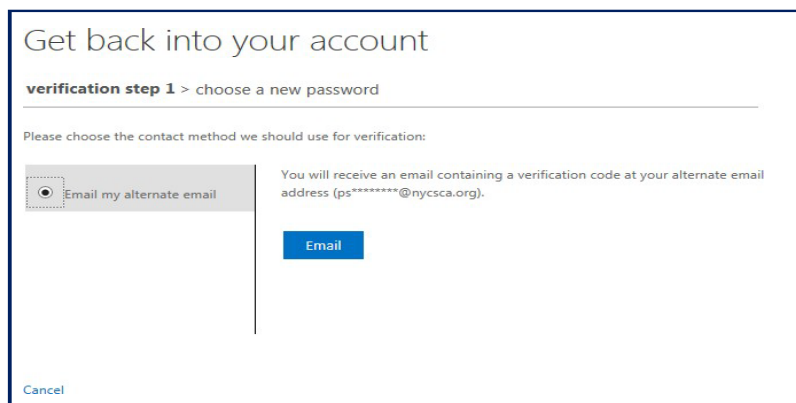 Get back into your account
verification step 1 > choose a new password
Please choose the contact method we should use for verification:
Email my alternate email
You will receive an email containing a verification code at your alternate email
address (ps********@nycsca.org).
Email
Cancel